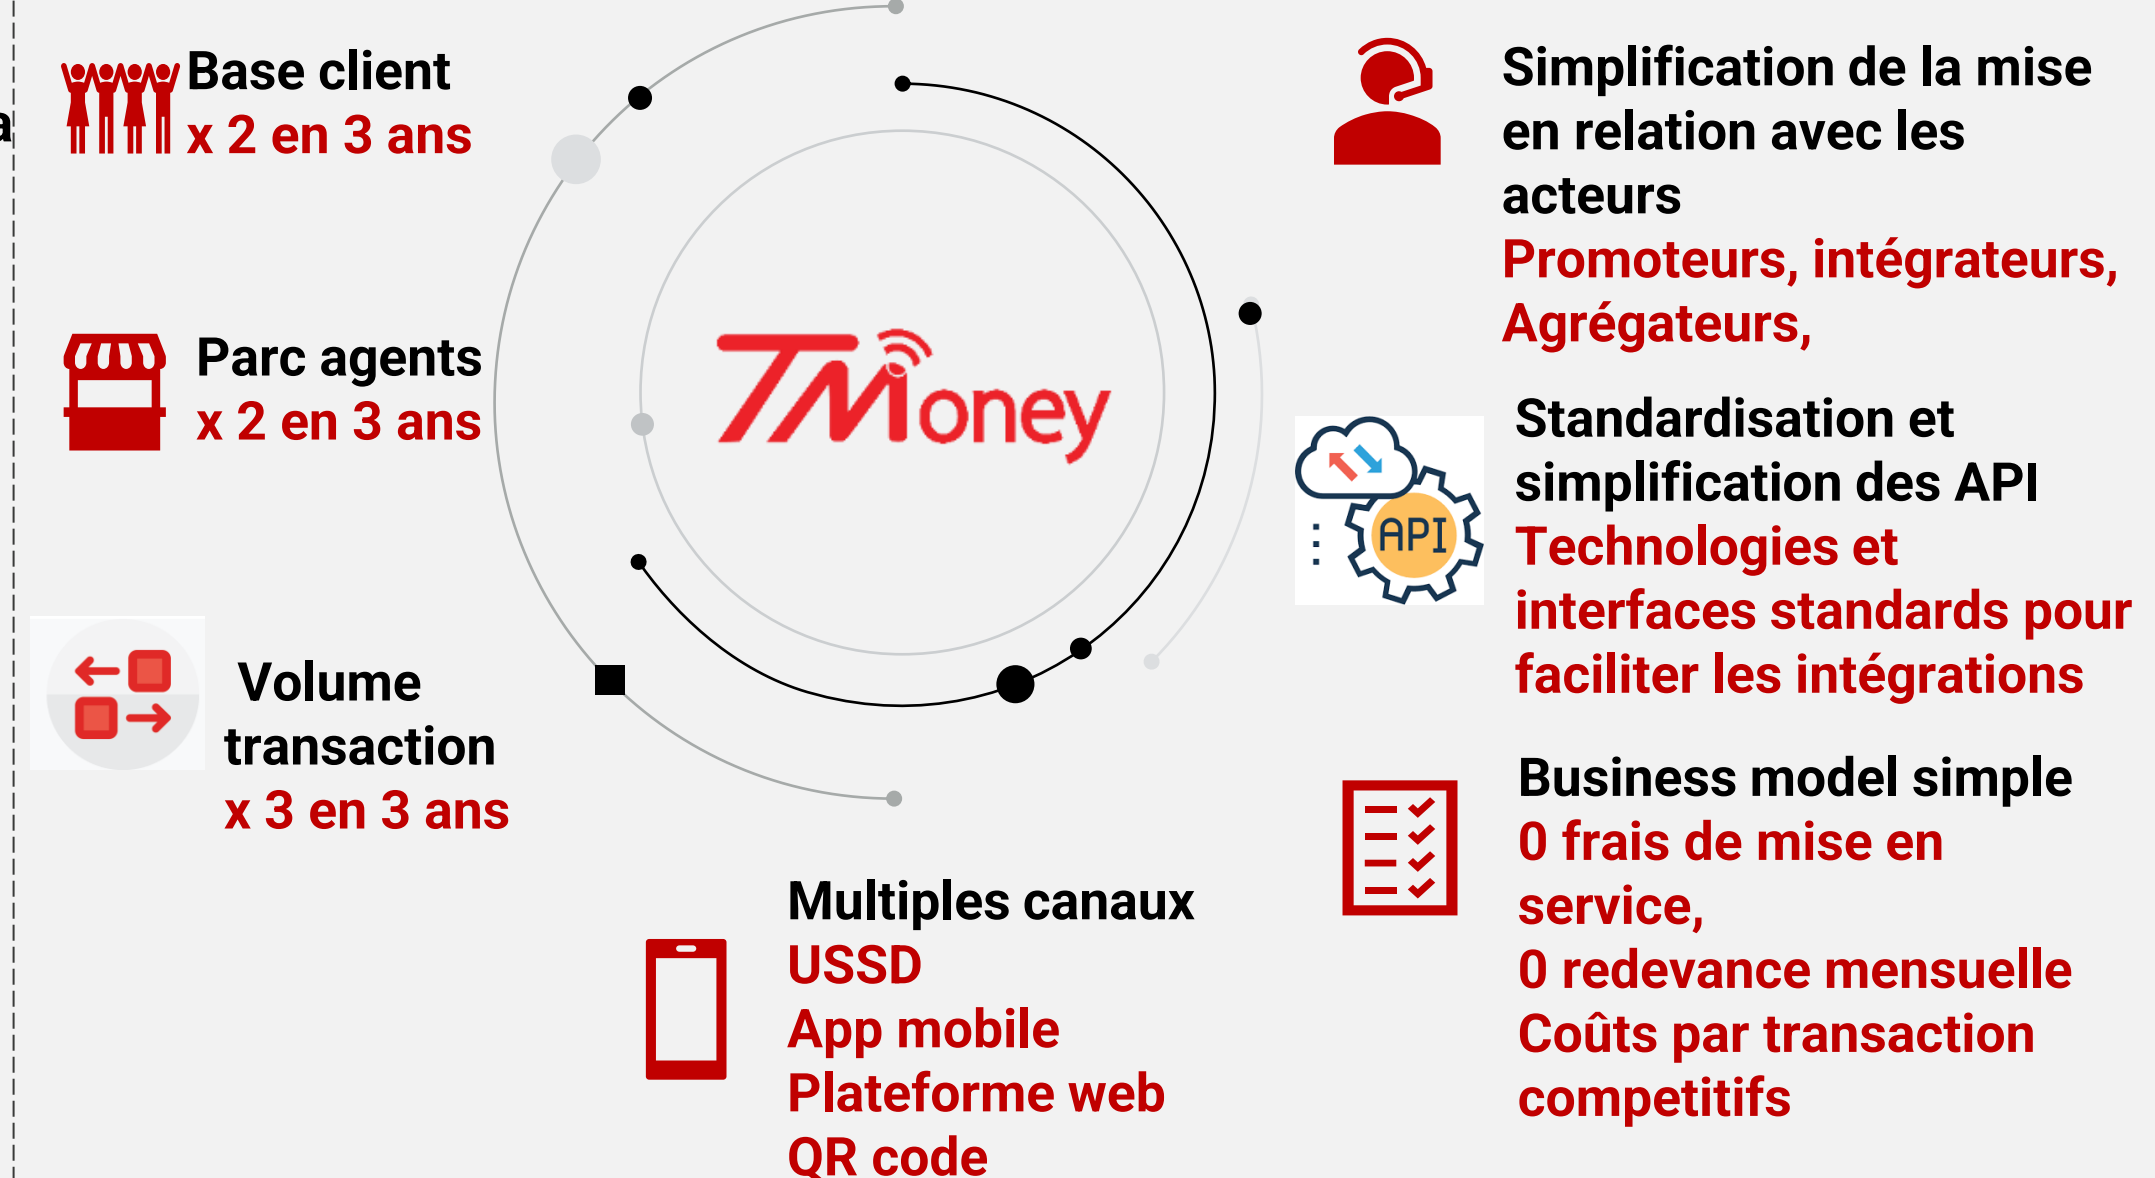 Base client
x 2 en 3 ans
Parc agents
x 2 en 3 ans
Volume
transaction
x 3 en 3 ans
TMoney
Multiples canaux
USSD
App mobile
Plateforme web
QR code
Simplification de la mise
en relation avec les
acteurs
Promoteurs, intégrateurs,
Agrégateurs,
API
Standardisation et
simplification des API
Technologies et
interfaces standards pour
faciliter les intégrations
Business model simple
0 frais de mise en
service,
0 redevance mensuelle
Coûts par transaction
competitifs